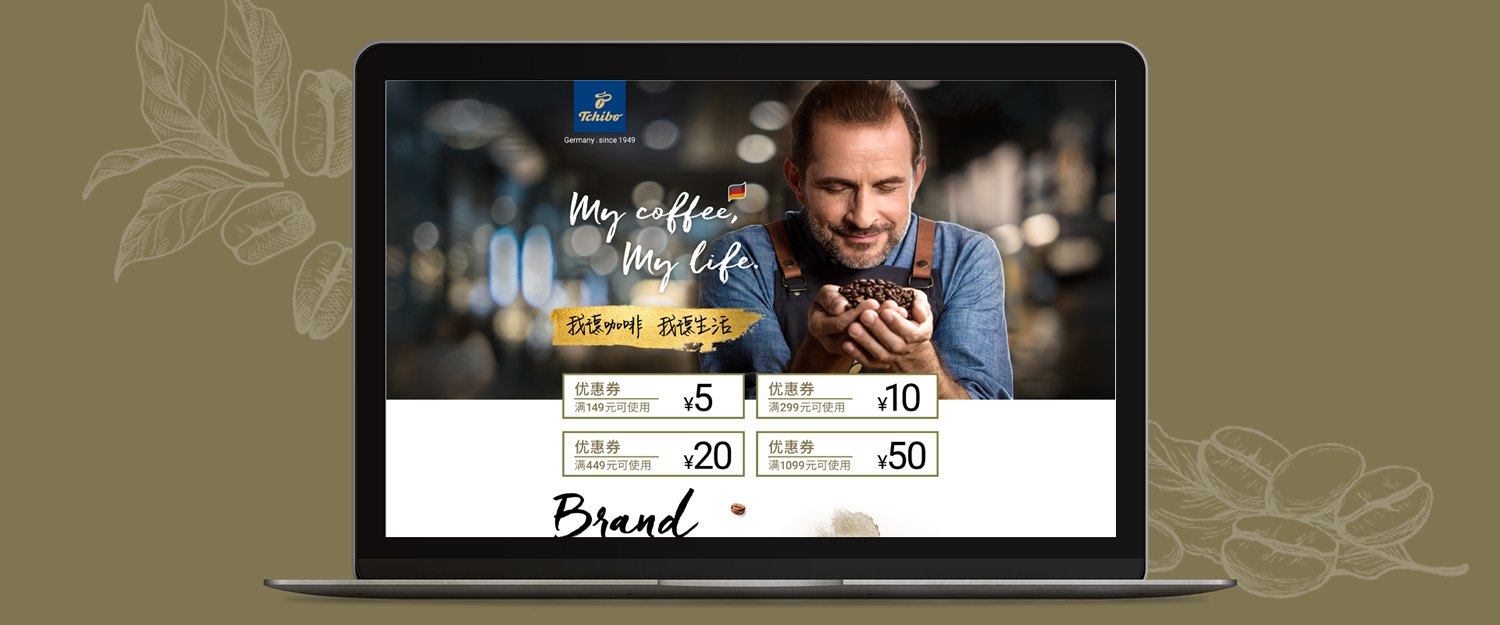 Tchibo
Germany . since 1949
My coffee,
My life.
我德咖啡 我德生活
优惠券
满149元可使用
¥5
优惠券
满299元可使用
¥10
优惠券
满449元可使用
¥20
优惠券
满1099元可使用
¥50
Brand